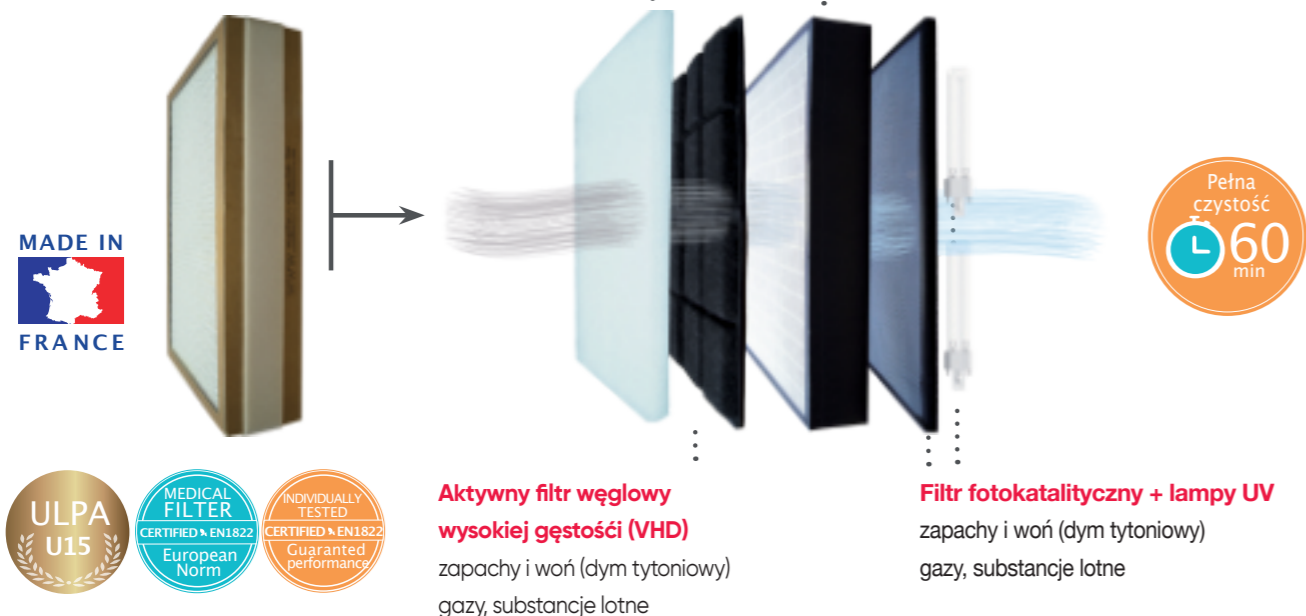 MADE IN
FRANCE
Pełna
czystość
60
min
ULPA
U15
MEDICAL
FILTER
CERTIFIED EN1822
European
Norm
INDIVIDUALLY
TESTED
CERTIFIED EN1822
Guaranted
performance
Aktywny filtr węglowy
wysokiej gęstośći (VHD)
zapachy i woń (dym tytoniowy)
gazy, substancje lotne
Filtr fotokatalityczny + lampy UV
zapachy i woń (dym tytoniowy)
gazy, substancje lotne